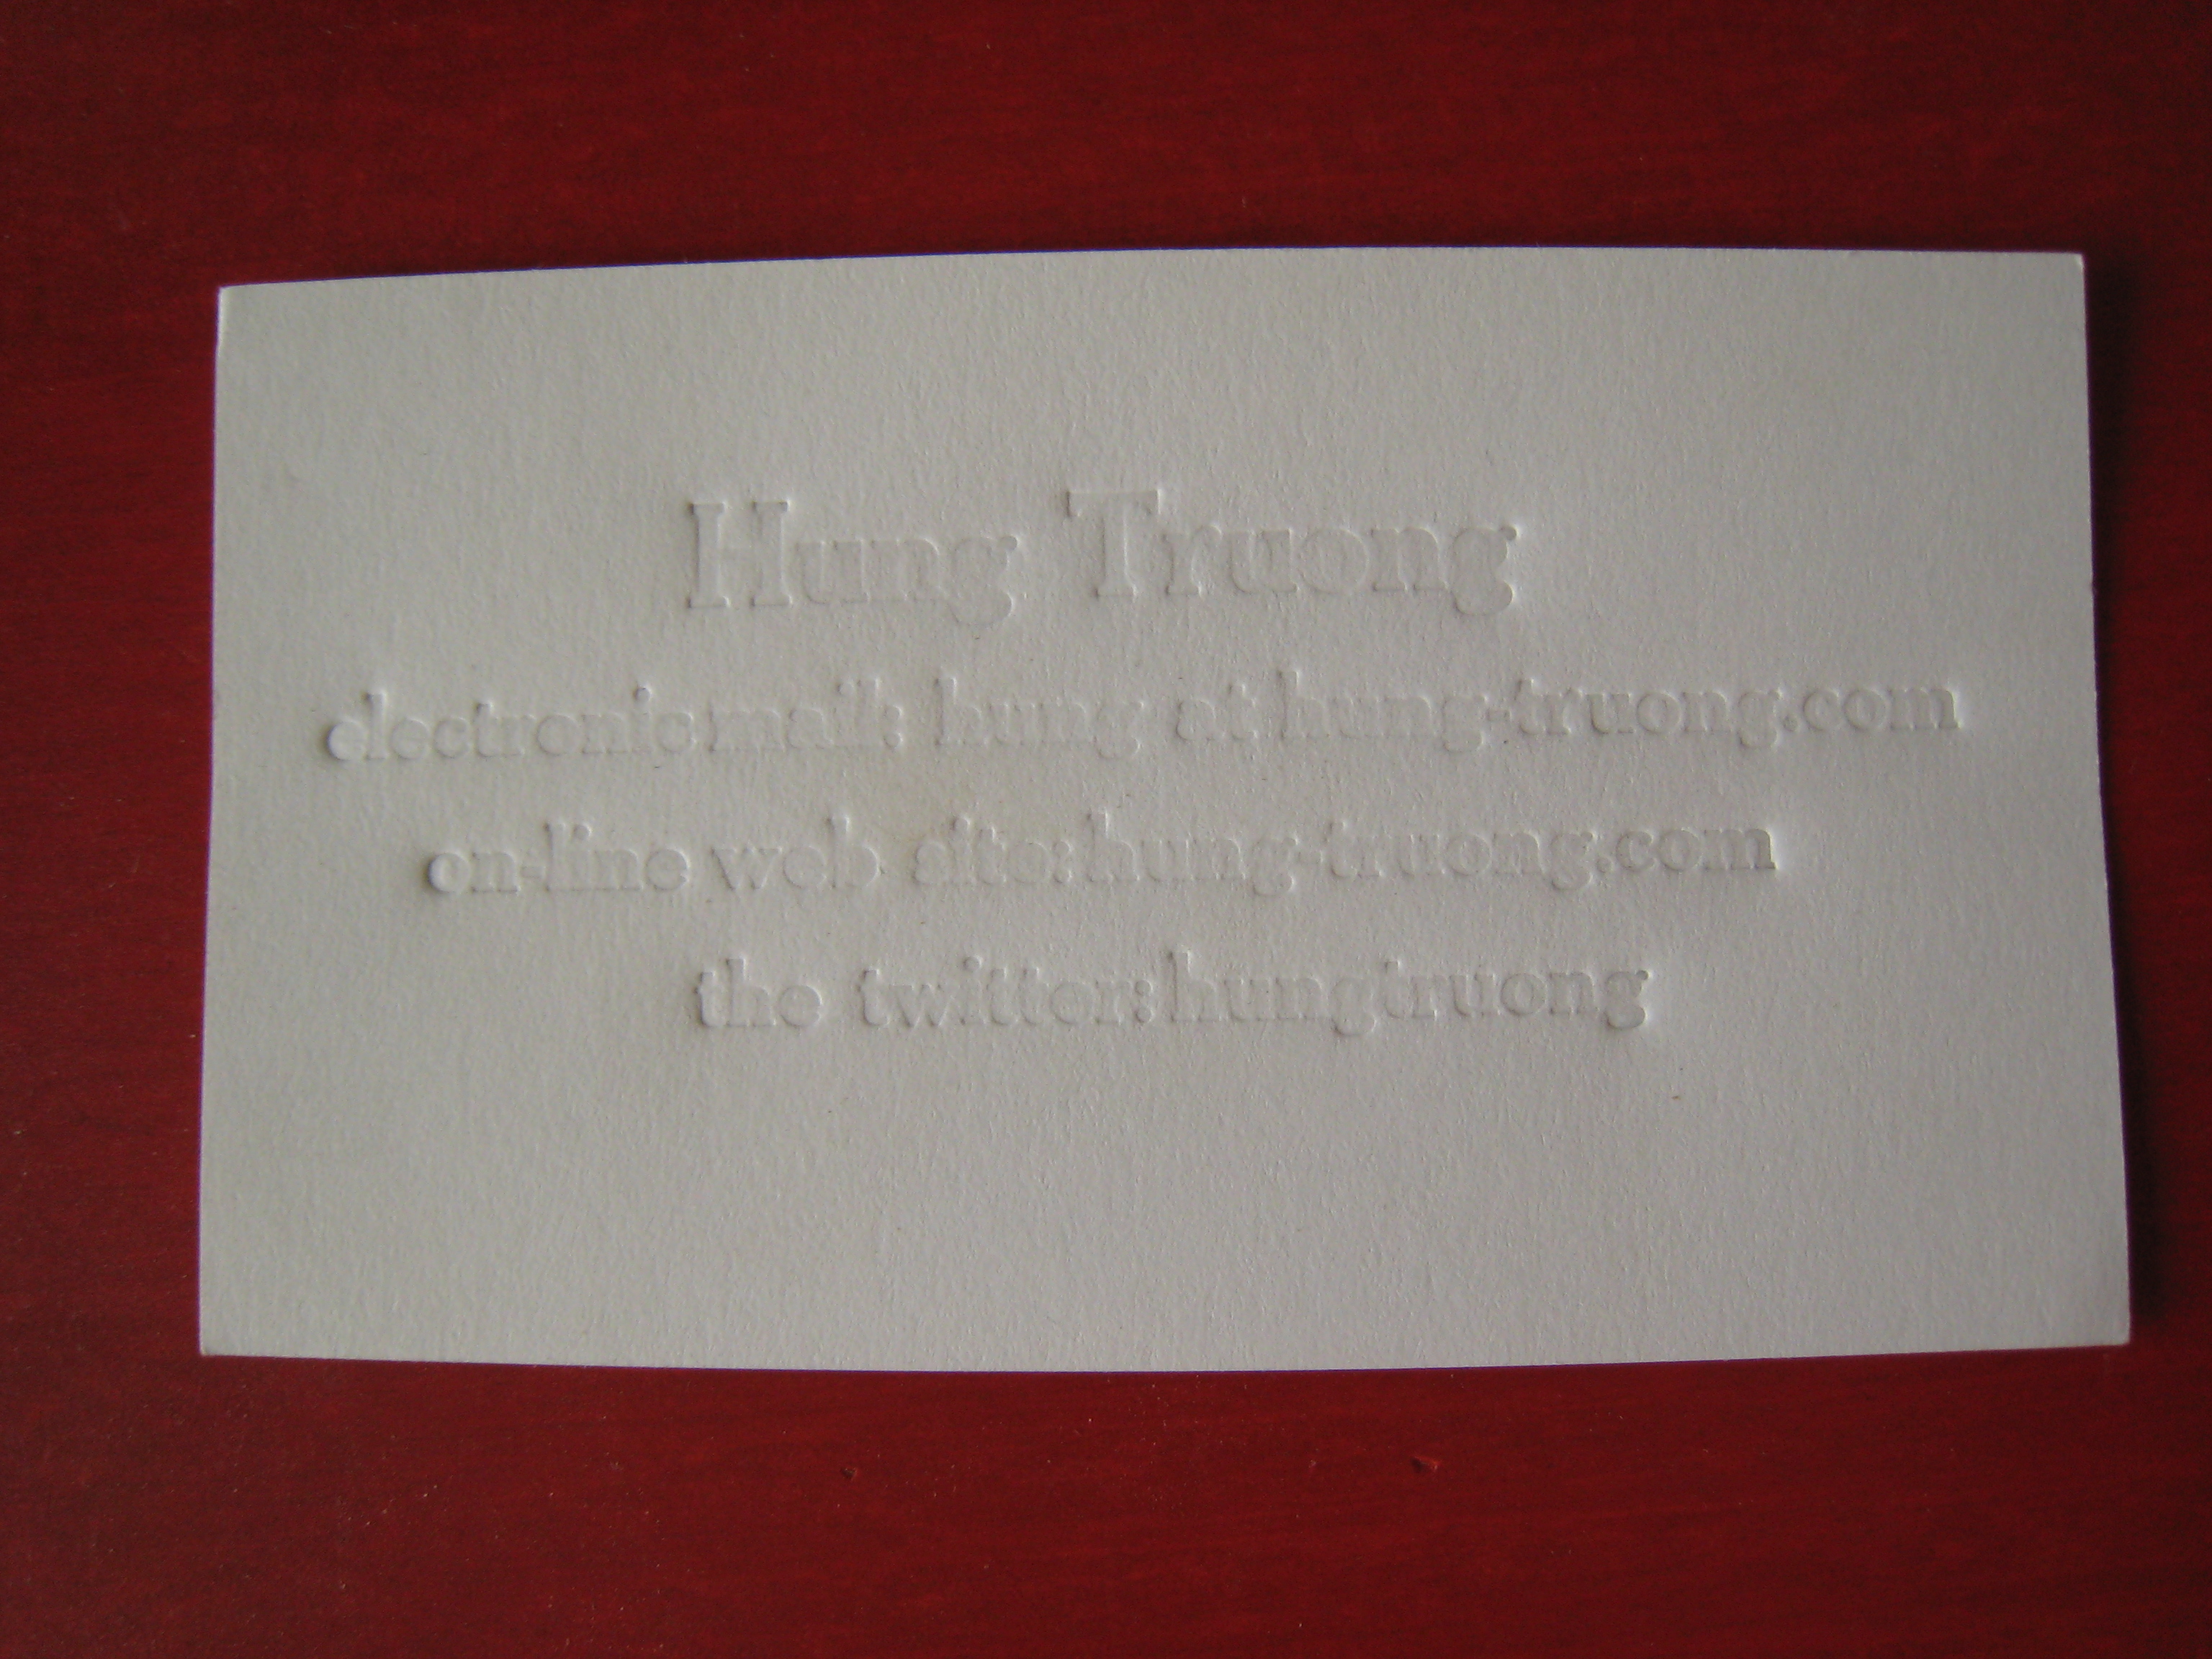 Hung Truong
electronic mail: hung at hung-truong.com
on-line web site: hung-truong.com
the twitter: hungtruong